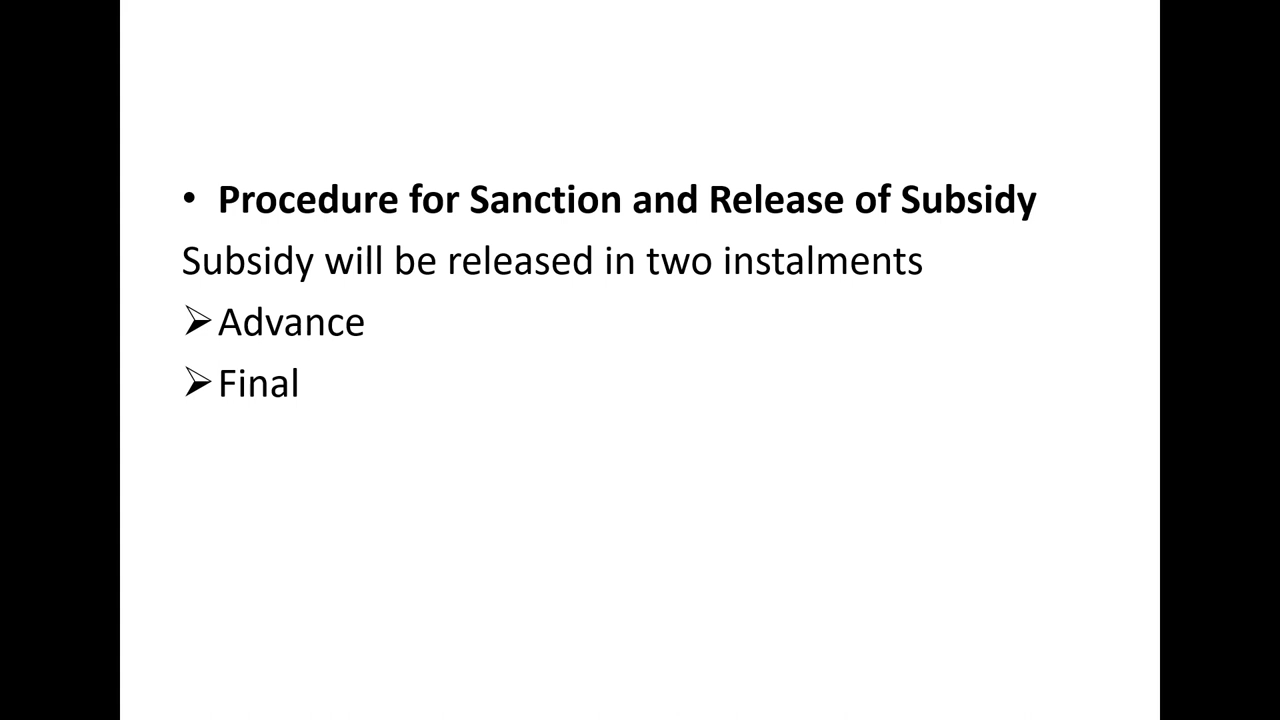 • Procedure for Sanction and Release of Subsidy
Subsidy will be released in two instalments
➢Advance
➢Final